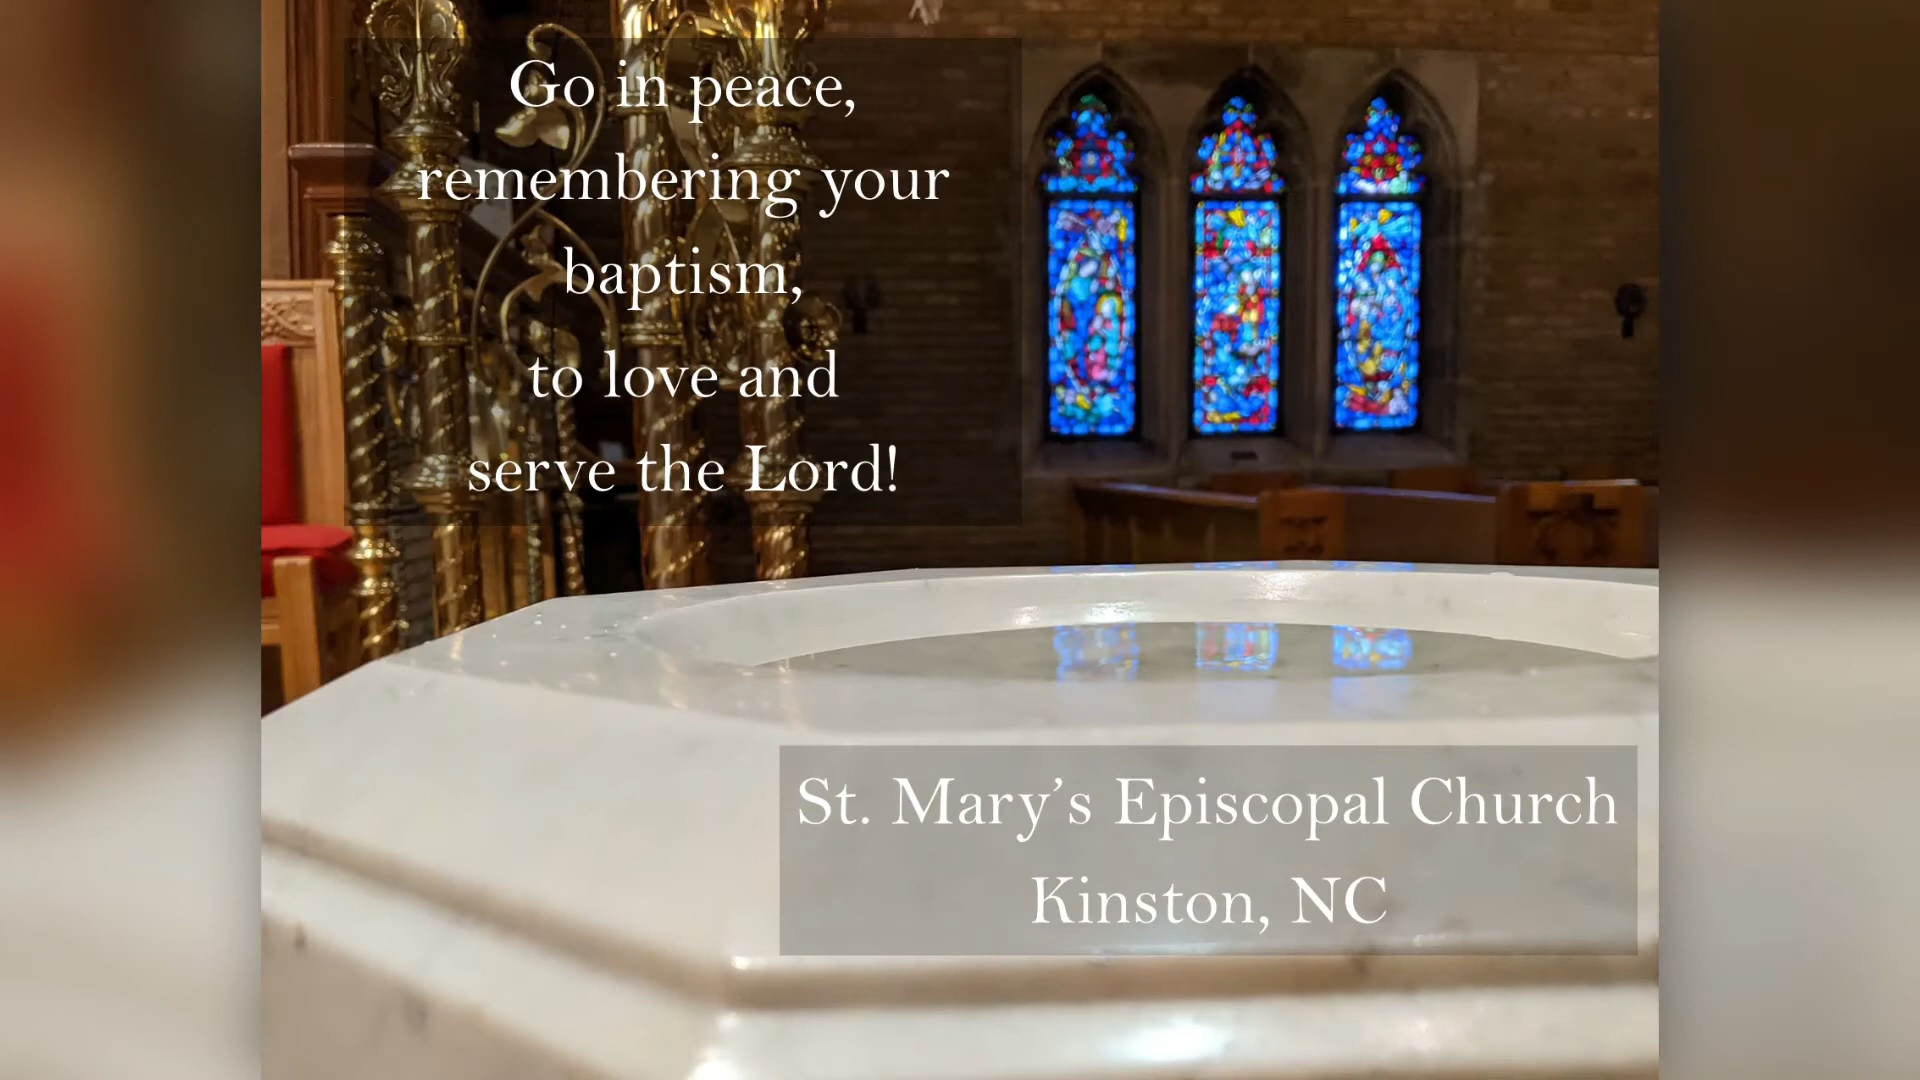 Go in peace,
remembering your
baptism,
to love and
serve the Lord!
St. Mary's Episcopal Church
Kinston, NC